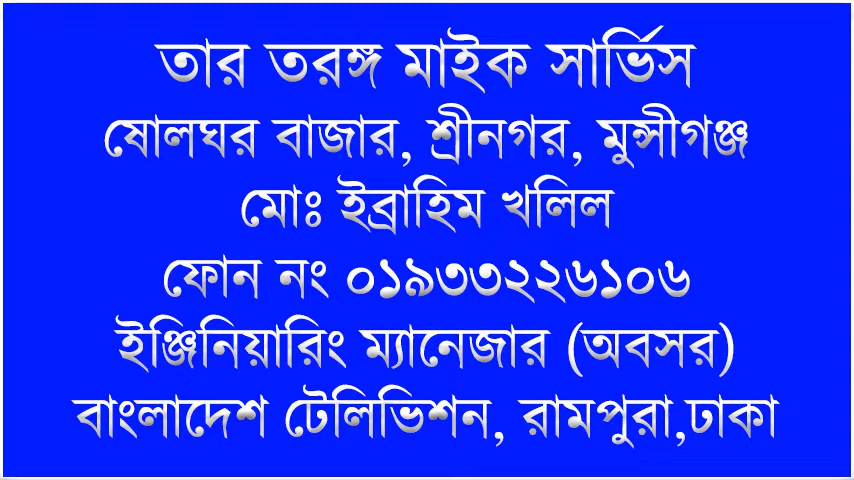 তার তরঙ্গ মাইক সার্ভিস
ষোলঘর বাজার, শ্রীনগর, মুন্সীগঞ্জ
মোঃ ইব্রাহিম খলিল
ফোন নং ০১৯৩৩২২৬১০৬
ইঞ্জিনিয়ারিং ম্যানেজার (অবসর)
বাংলাদেশ টেলিভিশন, রামপুরা,ঢাকা